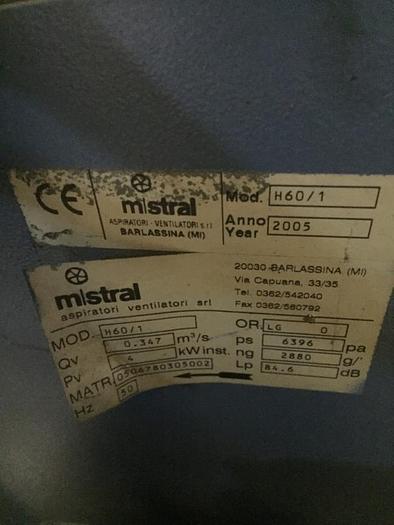 CE
mistral
ASPIRATORI - VENTILATORI s.r.l
BARLASSINA (MI)
Mod. H60/1
Anno Year 2005
mistral
aspiratori ventilatori srl
20030 BARLASSINA (MI)
Via Capuana, 33/35
Tel. 0362/542040
Fax 0362/560792
MOD. H60/1 OR. LG 0
Qv 0.347 m³/s ps 6396 pa
Pv 4 kW inst. ng 2880 g/'
MATR. 0506780305002 Lp 84.6 dB
Hz 50